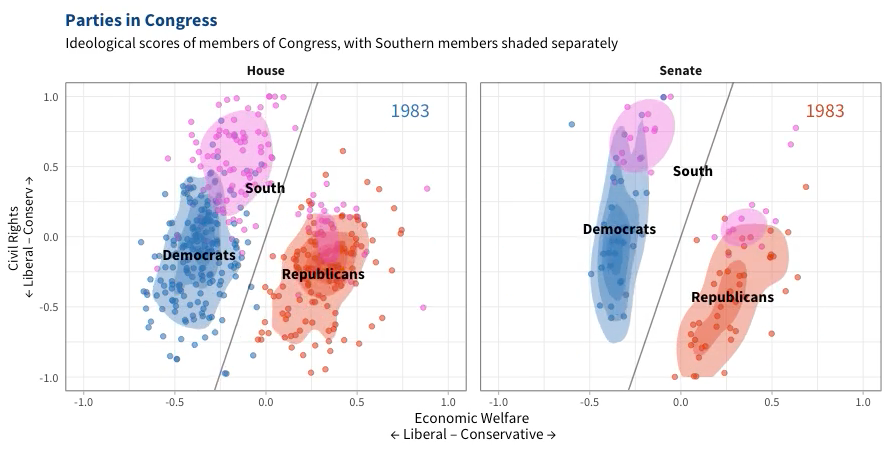 Parties in Congress
Ideological scores of members of Congress, with Southern members shaded separately
House
Senate
1983
1983
South
Democrats
Republicans
South
Democrats
Republicans
1.0
0.5
0.0
-0.5
-1.0
Civil Rights
← Liberal – Conserv →
-1.0 -0.5 0.0 0.5 1.0
-1.0 -0.5 0.0 0.5 1.0
Economic Welfare
← Liberal – Conservative →